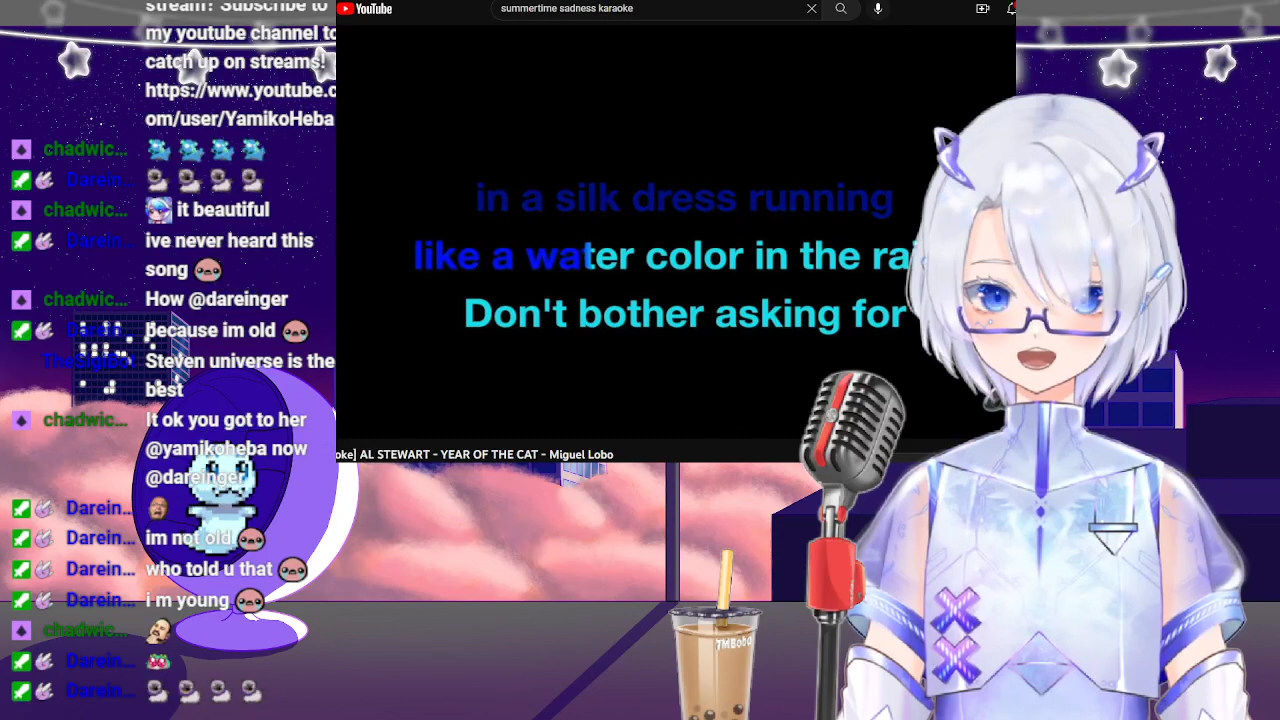 stream! Subscribe to
my youtube channel to
catch up on streams!
https://www.youtube.c
om/user/YamikoHeba
chadwic...
Darein...
chadwic... it beautiful
Darein... ive never heard this
song
chadwic... How @dareinger
Darein... because im old
TheSigiBot Steven universe is the
best
chadwic... It ok you got to her
@yamikoheba now
@dareinger
Darein...
Darein... im not old
Darein... who told u that
Darein... i m young
chadwic...
Darein...
Darein...
YouTube
summertime sadness karaoke
in a silk dress running
like a water color in the rai
Don't bother asking for
oke] AL STEWART - YEAR OF THE CAT - Miguel Lobo
TMBoba